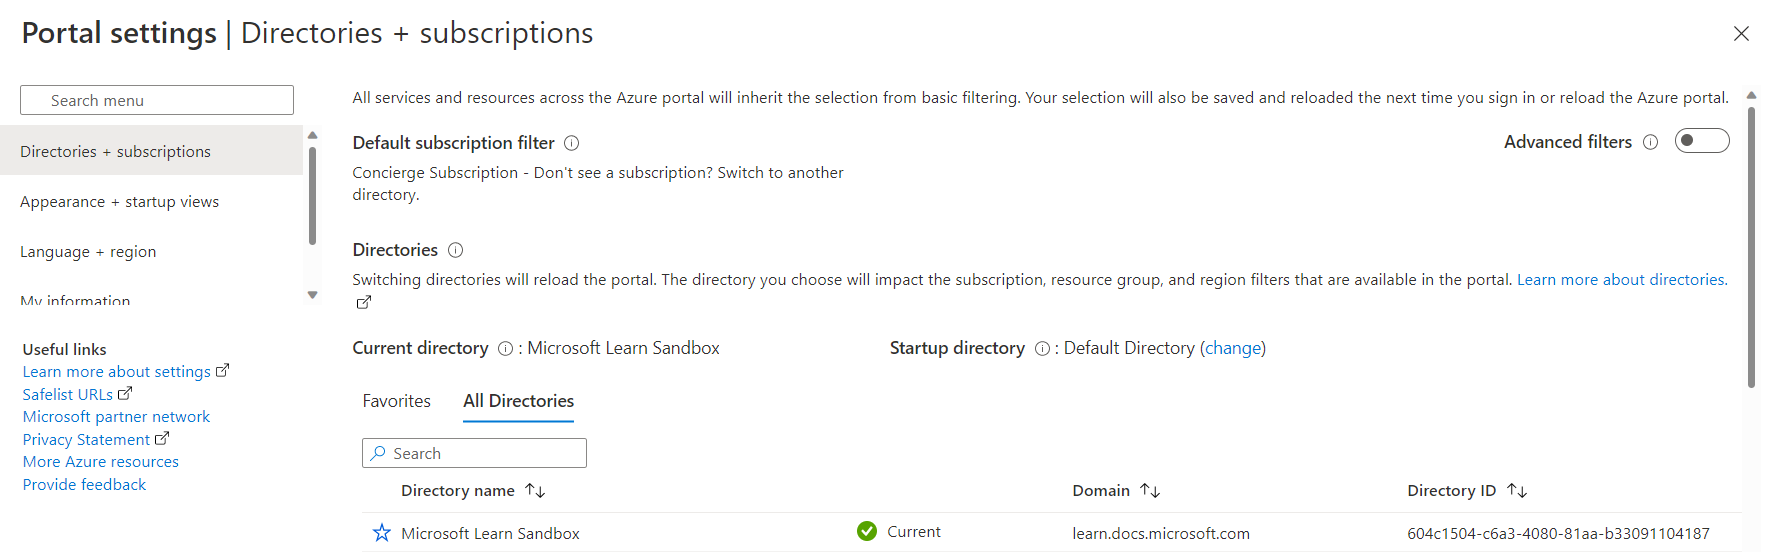 Portal settings | Directories + subscriptions
Search menu
Directories + subscriptions
Appearance + startup views
Language + region
My information
Useful links
Learn more about settings
Safelist URLs
Microsoft partner network
Privacy Statement
More Azure resources
Provide feedback
All services and resources across the Azure portal will inherit the selection from basic filtering. Your selection will also be saved and reloaded the next time you sign in or reload the Azure portal.
Default subscription filter
Advanced filters
Concierge Subscription - Don't see a subscription? Switch to another
directory.
Directories
Switching directories will reload the portal. The directory you choose will impact the subscription, resource group, and region filters that are available in the portal. Learn more about directories.
Current directory : Microsoft Learn Sandbox
Startup directory : Default Directory (change)
Favorites All Directories
Search
Directory name Domain Directory ID
Microsoft Learn Sandbox Current learn.docs.microsoft.com 604c1504-c6a3-4080-81aa-b33091104187